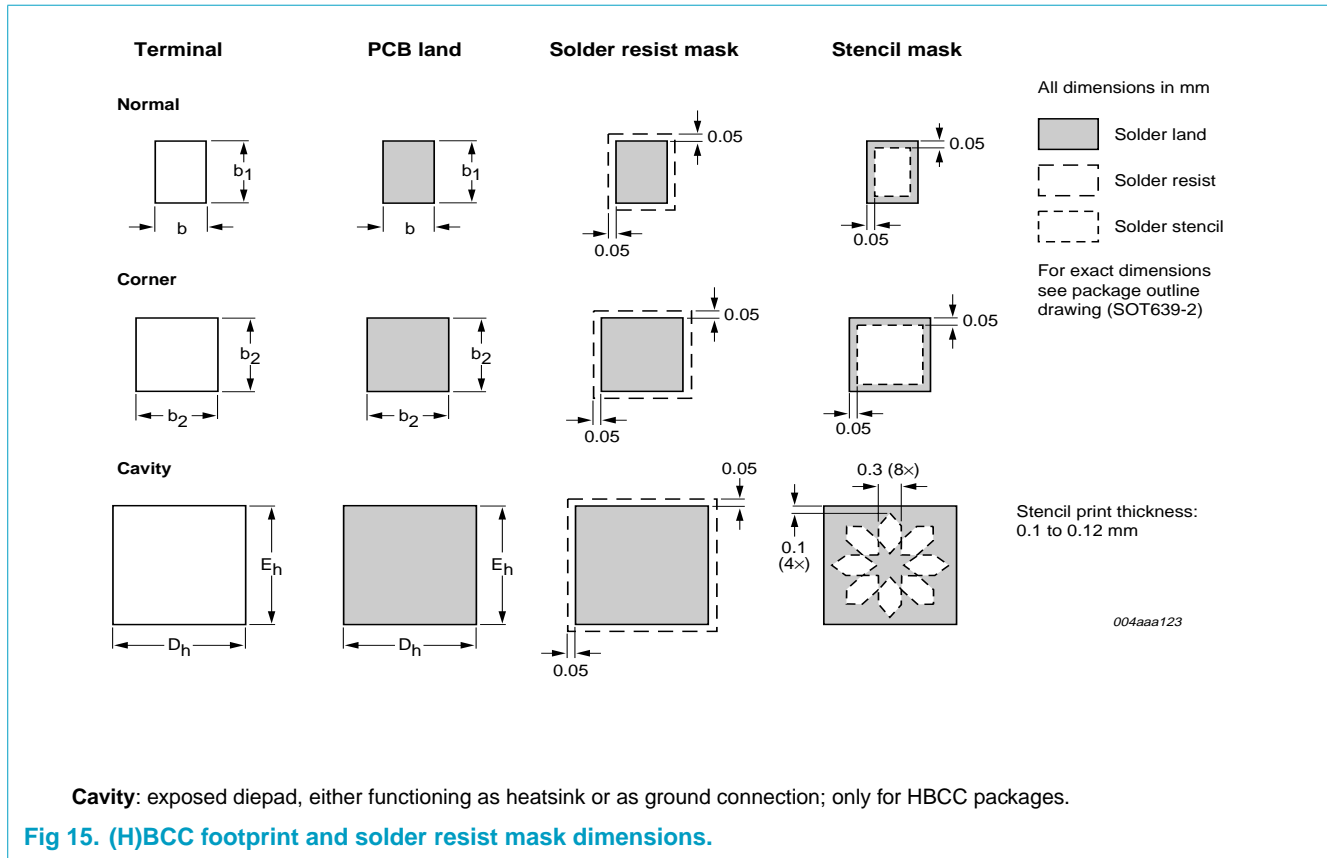 Terminal PCB land Solder resist mask Stencil mask
All dimensions in mm
Normal
b1
b
b1
b
0.05
0.05
0.05
0.05
Solder land
Solder resist
Solder stencil
For exact dimensions
see package outline
drawing (SOT639-2)
Corner
b2
b2
b2
b2
0.05
0.05
0.05
0.05
Cavity
Eh
Dh
Eh
Dh
0.05
0.05
0.3 (8×)
0.1
(4×)
Stencil print thickness:
0.1 to 0.12 mm
004aaa123
Cavity: exposed diepad, either functioning as heatsink or as ground connection; only for HBCC packages.
Fig 15. (H)BCC footprint and solder resist mask dimensions.